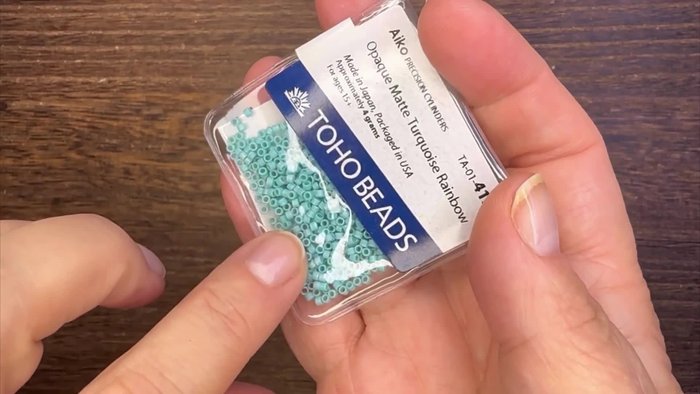 Aiko PRECISION CYLINDERS
Opaque Matte Turquoise Rainbow
TA-01-41
Made in Japan, Packaged in USA
Approximately 4 grams
For ages 15+
TOHO BEADS